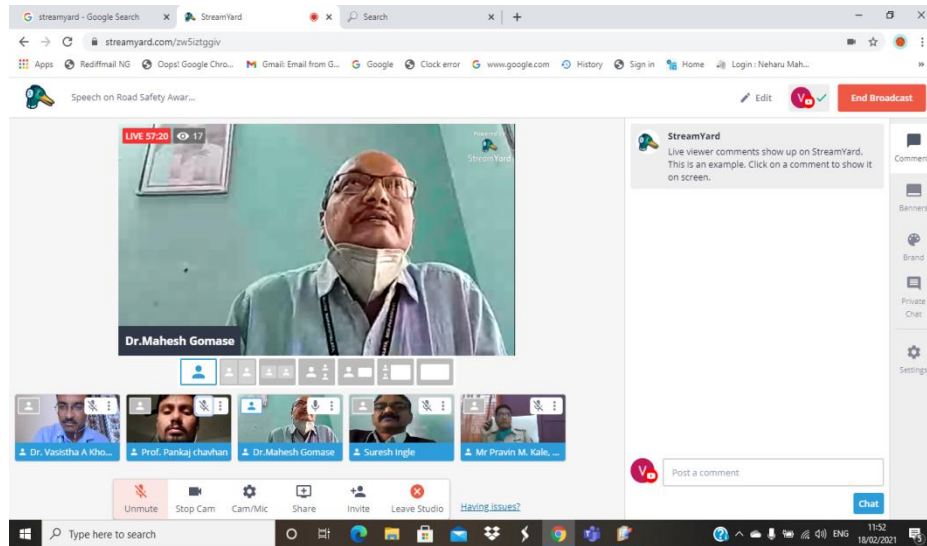 streamyard - Google Search
StreamYard
Search
streamyard.com/zw5iztggiv
Apps Rediffmail NG Oops! Google Chro... Gmail: Email from G... Google Clock error www.google.com History Sign in Home Login : Neharu Mah...
Speech on Road Safety Awar...
Edit
V
End Broadcast
LIVE 57:20 17
Powered by
StreamYard
Dr.Mahesh Gomase
StreamYard
Live viewer comments show up on StreamYard.
This is an example. Click on a comment to show it
on screen.
Commen
Banners
Brand
Private
Chat
Settings
Dr. Vasistha A Kho... Prof. Pankaj chavhan Dr.Mahesh Gomase Suresh Ingle Mr Pravin M. Kale, ...
V
Post a comment
Chat
Unmute Stop Cam Cam/Mic Share Invite Leave Studio Having issues?
Type here to search
ENG
11:52
18/02/2021